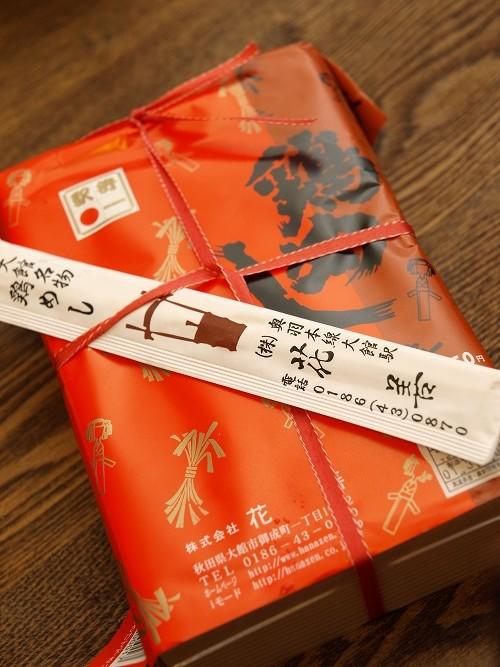 駅弁
大館名物
鶏めし
奥羽本線大館駅
(株)花善
電話 0186(43)0870
株式会社 花
秋田県大館市御成町一丁目
TEL 0186-43-0
ホームページ http://www.hanazen.
iモード http://hanazen.co